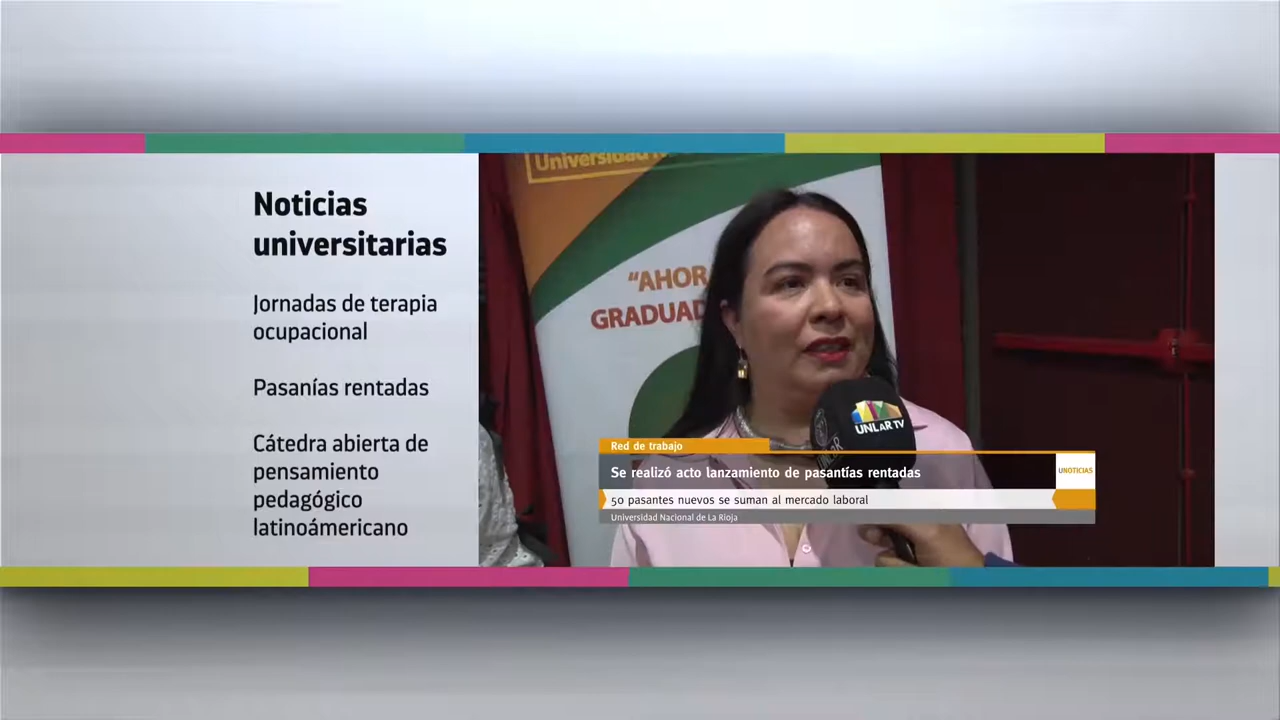 Noticias
universitarias
Jornadas de terapia
ocupacional
Pasanías rentadas
Cátedra abierta de
pensamiento
pedagógico
latinoámericano
Universidad
"AHOR
GRADUAD
UNLAR TV
UNLAR
Red de trabajo
Se realizó acto lanzamiento de pasantías rentadas
UNOTICIAS
50 pasantes nuevos se suman al mercado laboral
Universidad Nacional de La Rioja